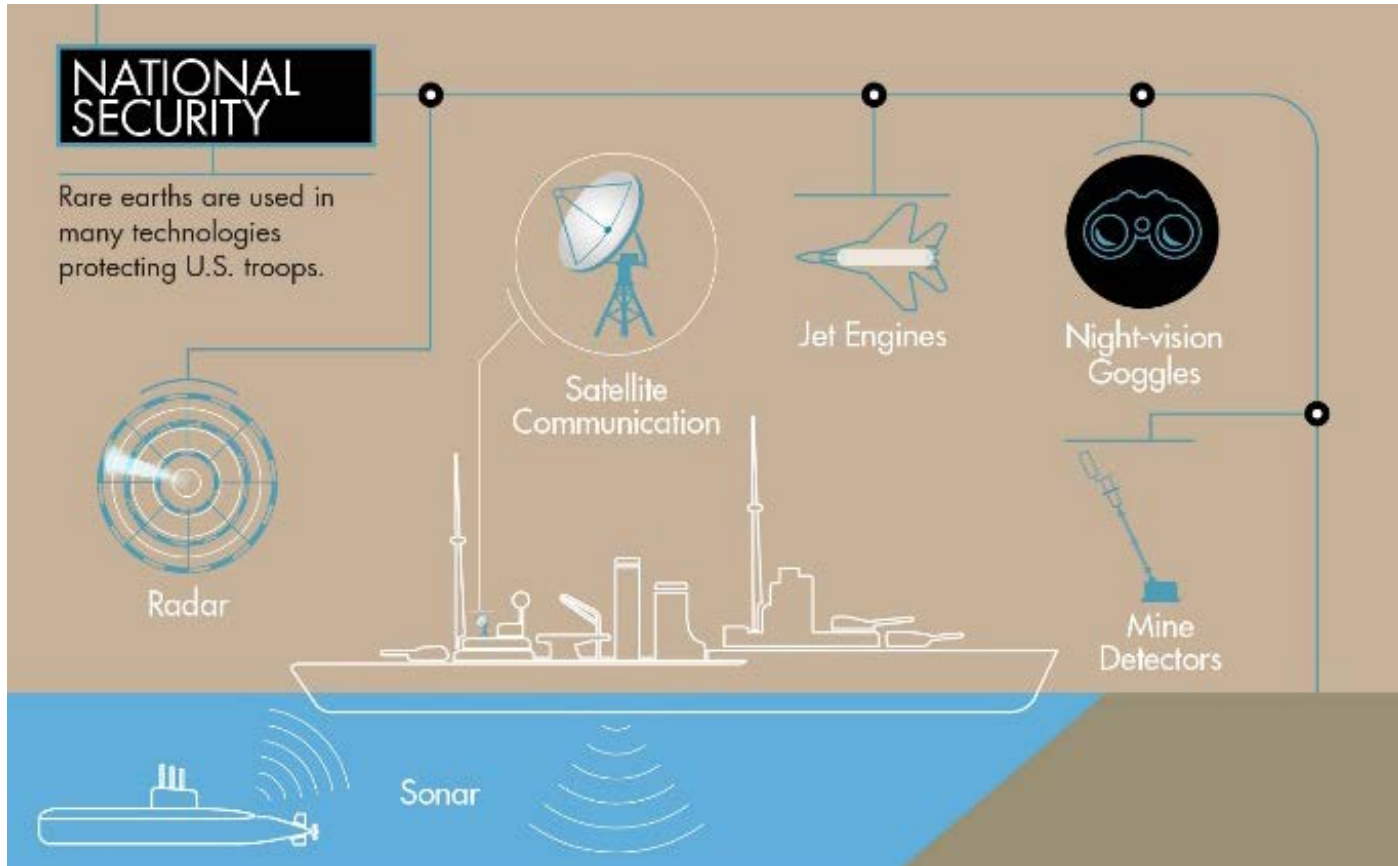 NATIONAL
SECURITY
Rare earths are used in
many technologies
protecting U.S. troops.
Satellite
Communication
Jet Engines
Night-vision
Goggles
Radar
Mine
Detectors
Sonar